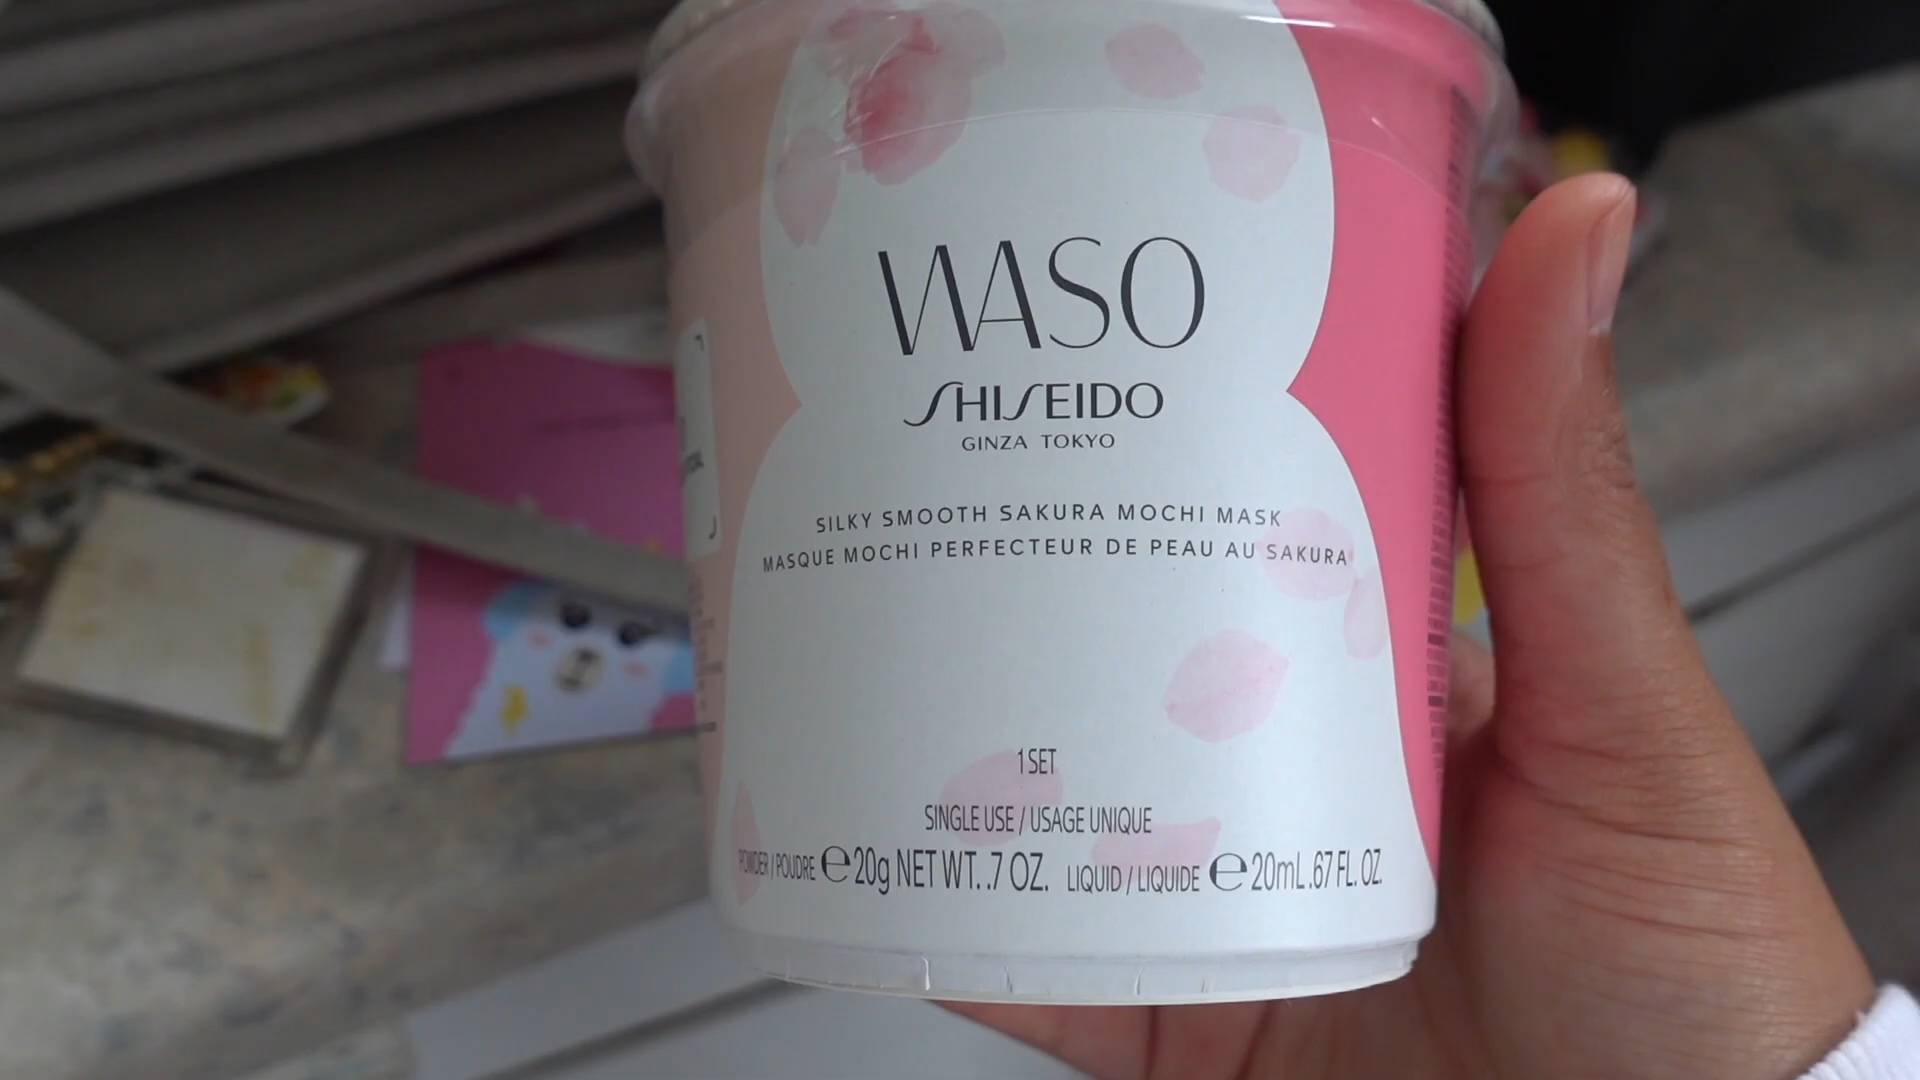 WASO
SHISEIDO
GINZA TOKYO
SILKY SMOOTH SAKURA MOCHI MASK
MASQUE MOCHI PERFECTEUR DE PEAU AU SAKURA
1 SET
SINGLE USE / USAGE UNIQUE
POWDER / POUDRE ℮ 20g NET WT. .7 OZ. LIQUID / LIQUIDE ℮ 20mL .67 FL. OZ.